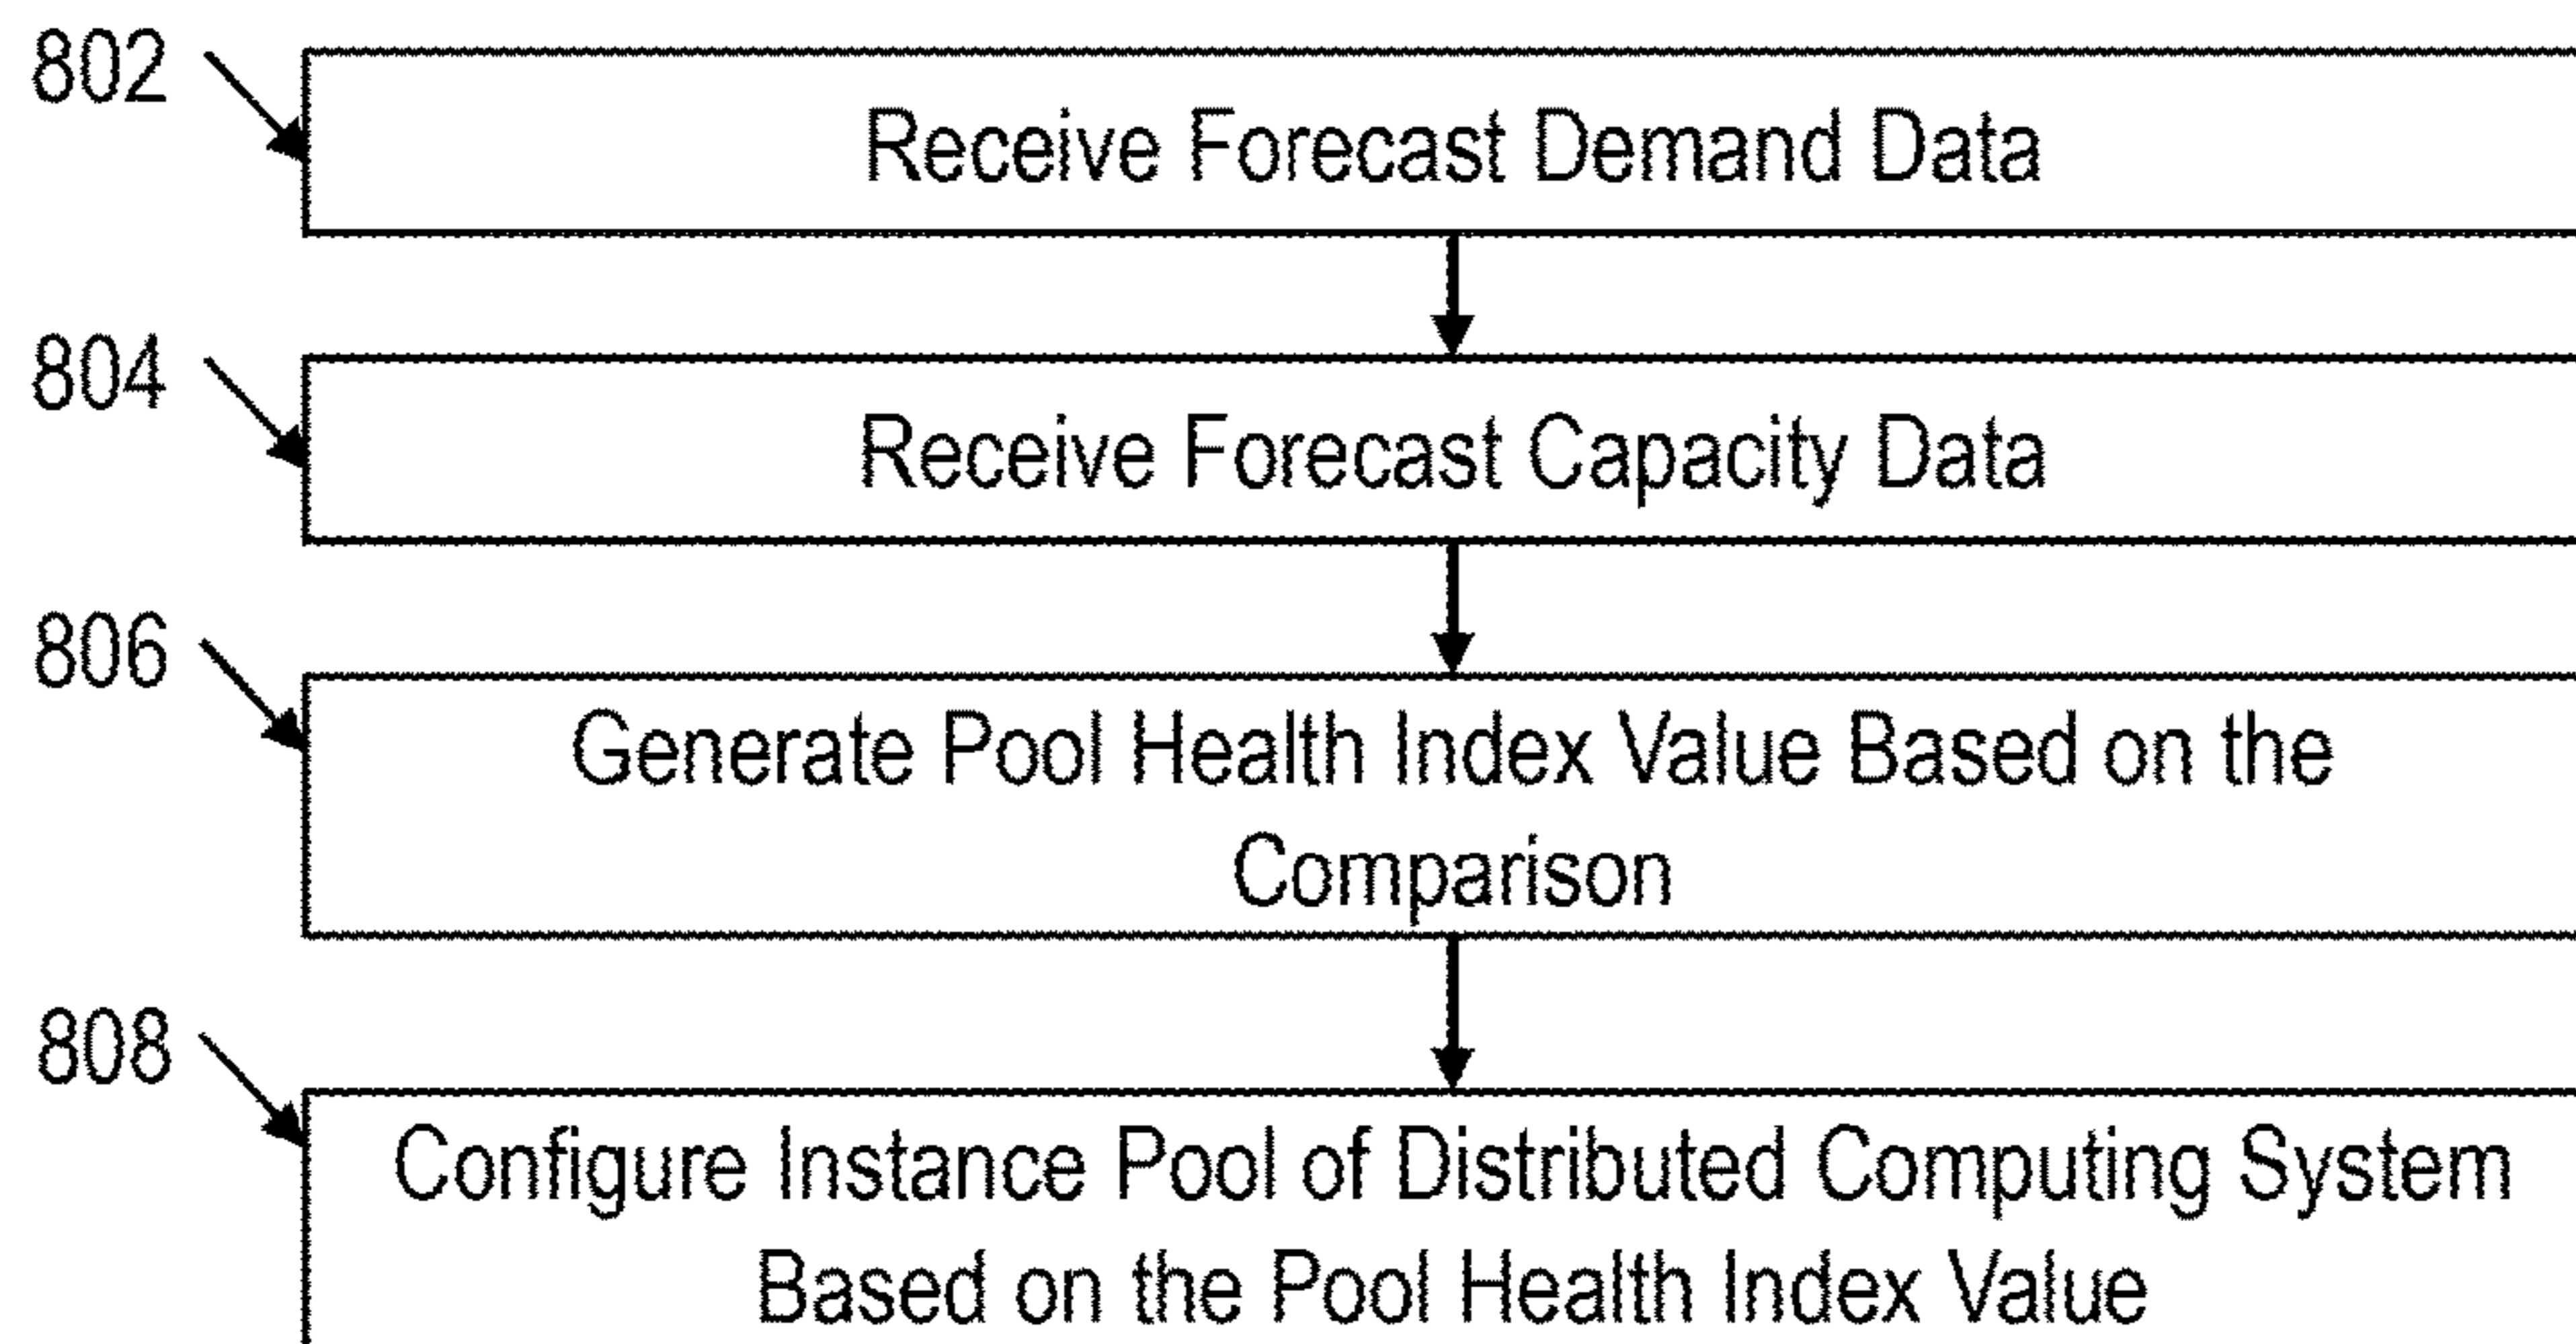 802
Receive Forecast Demand Data
804
Receive Forecast Capacity Data
806
Generate Pool Health Index Value Based on the
Comparison
808
Configure Instance Pool of Distributed Computing System
Based on the Pool Health Index Value